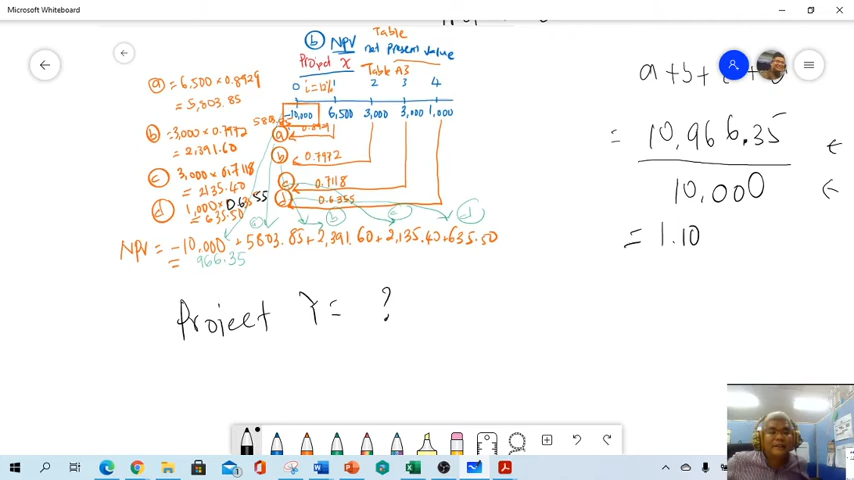 Microsoft Whiteboard
Table
ⓑ NPV net present value
Project X Table A3
0 i=12% 1 2 3 4
-10,000 6,500 3,000 3,000 1,000
ⓐ = 6,500 x 0.8929
= 5,803.85
ⓑ = 3,000 x 0.7972
= 2,391.60
ⓒ = 3,000 x 0.7118
= 2135.40
ⓓ 1,000 x 0.6355
= 635.50
5803.85
ⓐ 0.8929
ⓑ 0.7972
ⓒ 0.7118
ⓓ 0.6355
ⓐ ⓑ ⓒ ⓓ
NPV = -10,000 + 5803.85 + 2,391.60 + 2,135.40 + 635.50
= 966.35
Project Y = ?
a + b +
= 10,966.35
10,000
= 1.10